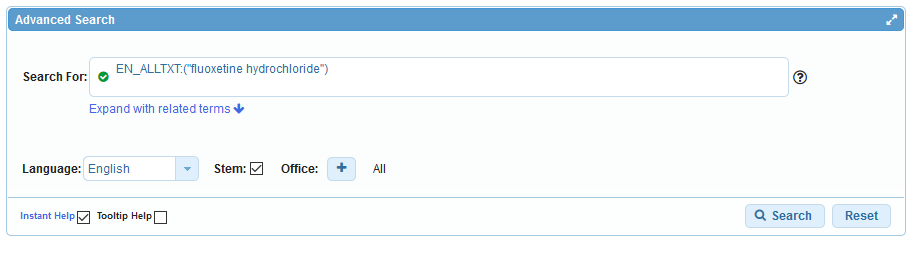 Advanced Search
Search For: EN_ALLTXT:("fluoxetine hydrochloride")
Expand with related terms
Language: English Stem: Office: + All
Instant Help Tooltip Help Search Reset